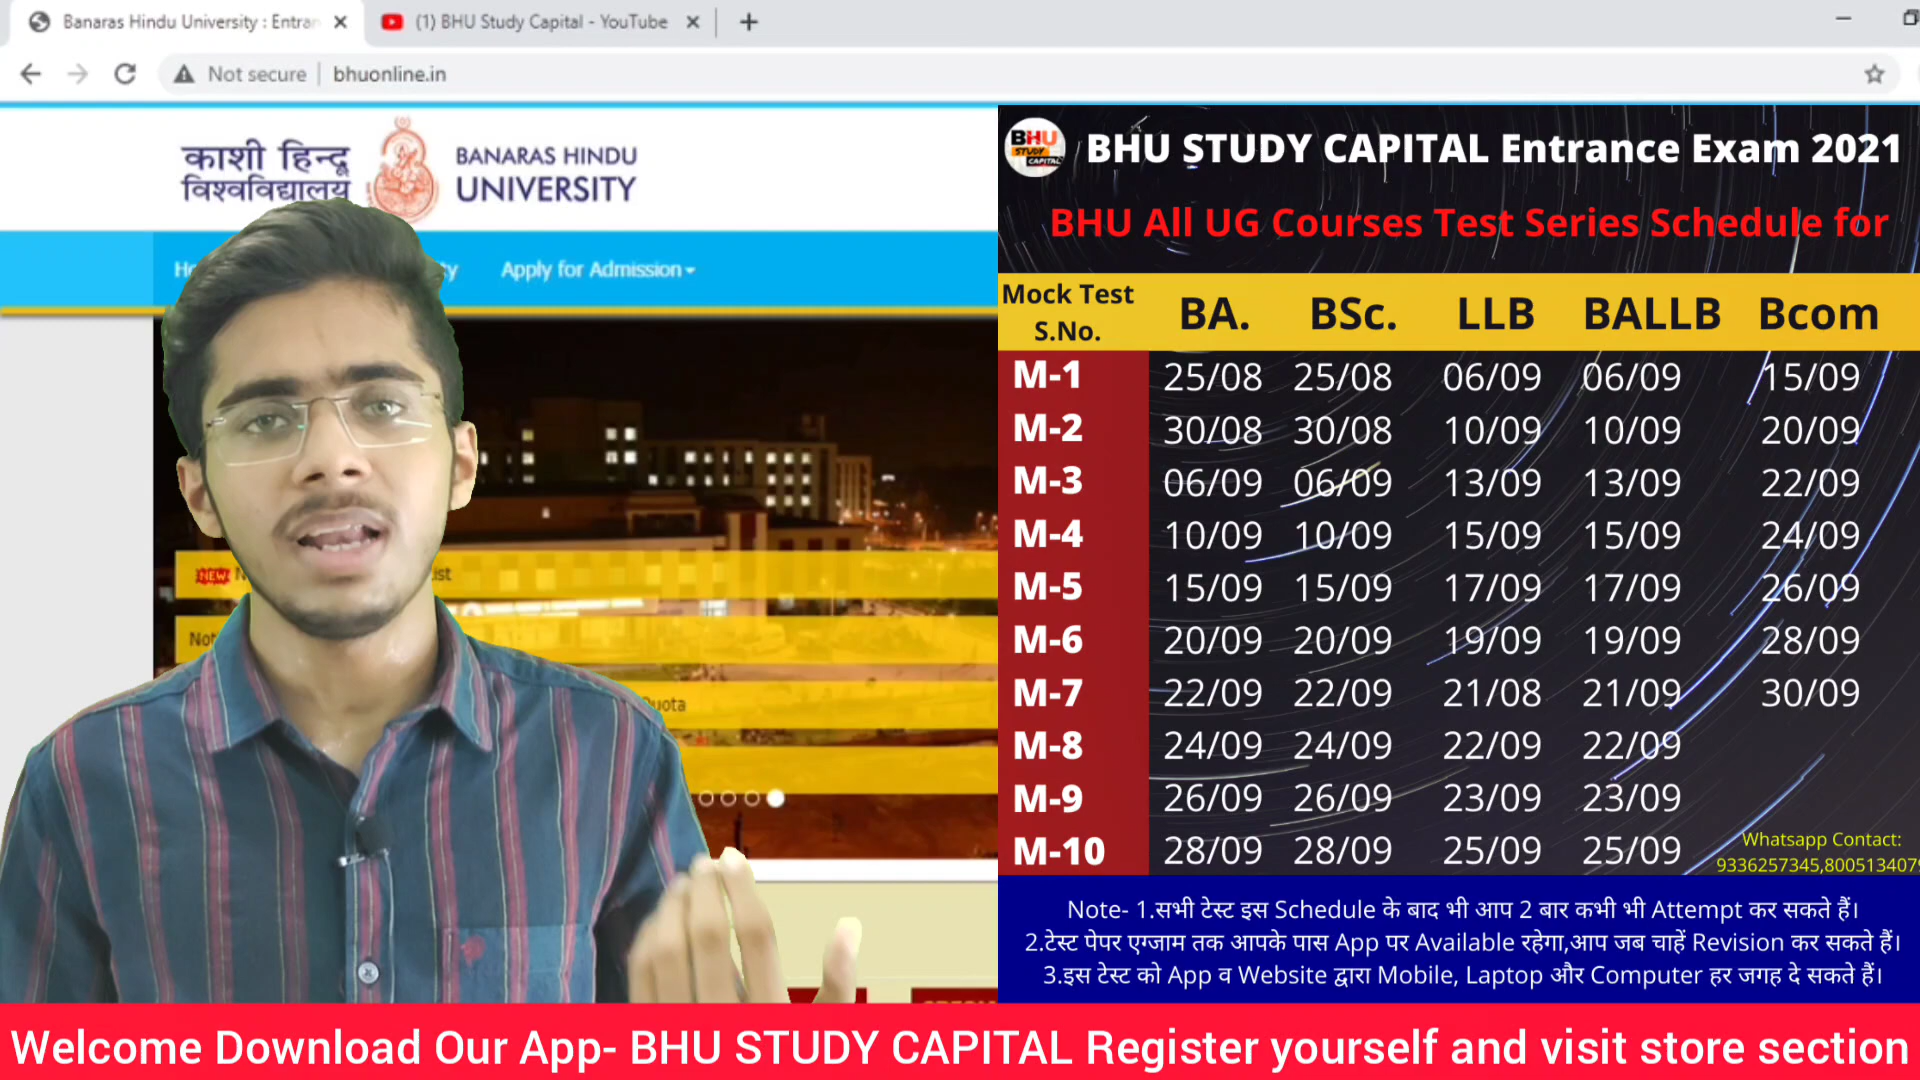 Banaras Hindu University : Entran
(1) BHU Study Capital - YouTube
Not secure
bhuonline.in
काशी हिन्दू
विश्वविद्यालय
BANARAS HINDU
UNIVERSITY
Apply for Admission
NEW
BHU
STUDY
CAPITAL
BHU STUDY CAPITAL Entrance Exam 2021
BHU All UG Courses Test Series Schedule for
Mock Test
S.No.
BA. BSc. LLB BALLB Bcom
M-1 25/08 25/08 06/09 06/09 15/09
M-2 30/08 30/08 10/09 10/09 20/09
M-3 06/09 06/09 13/09 13/09 22/09
M-4 10/09 10/09 15/09 15/09 24/09
M-5 15/09 15/09 17/09 17/09 26/09
M-6 20/09 20/09 19/09 19/09 28/09
M-7 22/09 22/09 21/08 21/09 30/09
M-8 24/09 24/09 22/09 22/09
M-9 26/09 26/09 23/09 23/09
M-10 28/09 28/09 25/09 25/09
Whatsapp Contact:
9336257345,800513407
Note- 1.सभी टेस्ट इस Schedule के बाद भी आप 2 बार कभी भी Attempt कर सकते हैं।
2.टेस्ट पेपर एग्जाम तक आपके पास App पर Available रहेगा,आप जब चाहें Revision कर सकते हैं।
3.इस टेस्ट को App व Website द्वारा Mobile, Laptop और Computer हर जगह दे सकते हैं।
Welcome Download Our App- BHU STUDY CAPITAL Register yourself and visit store section